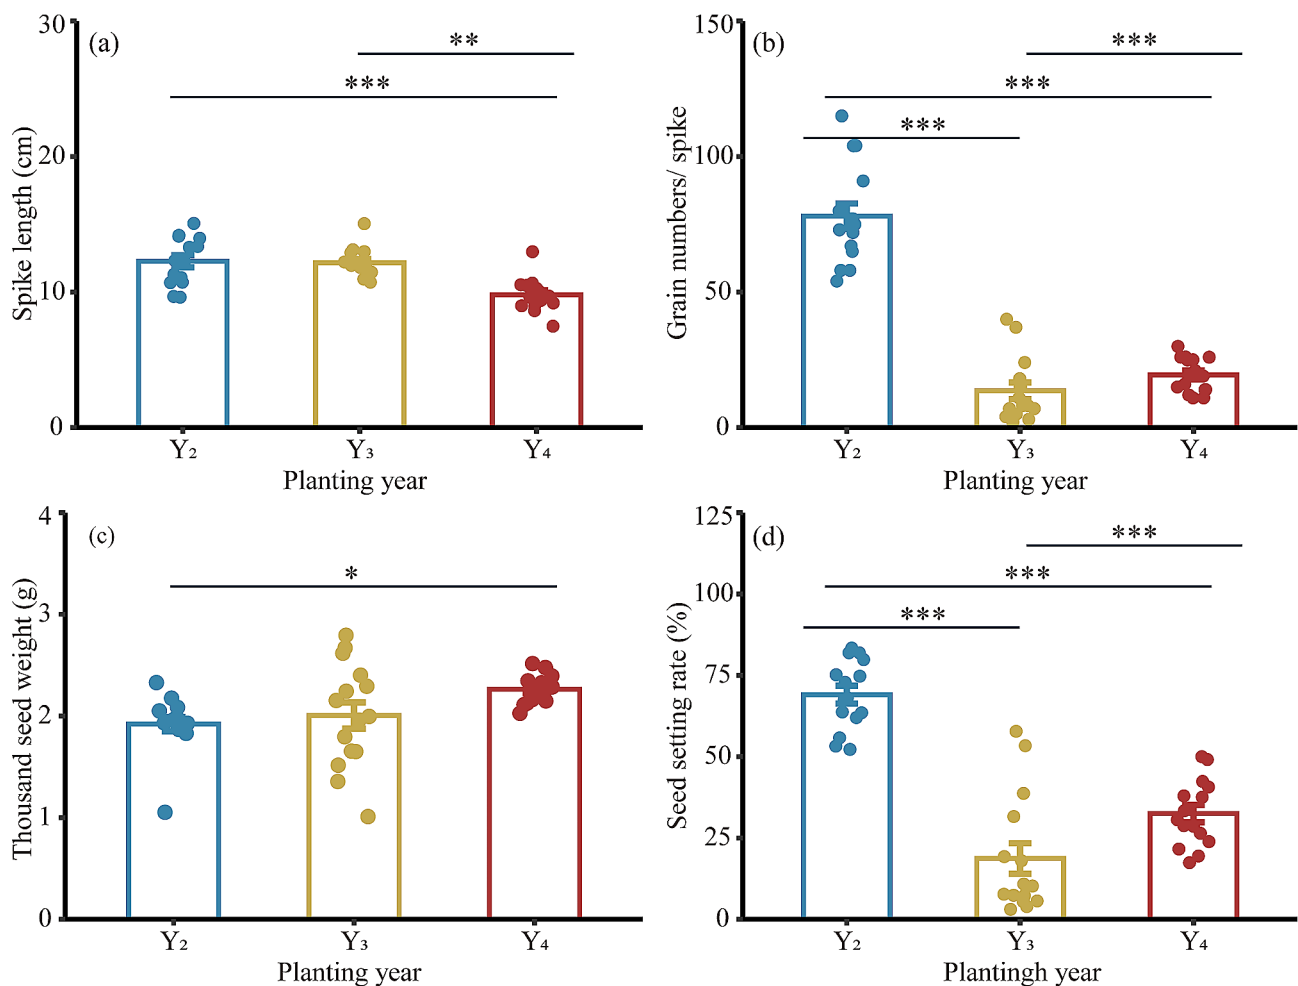 (a)
30
20
10
0
Spike length (cm)
**
***
Y₂ Y₃ Y₄
Planting year
(b)
150
100
50
0
Grain numbers/ spike
***
***
***
Y₂ Y₃ Y₄
Planting year
(c)
4
3
2
1
0
Thousand seed weight (g)
*
Y₂ Y₃ Y₄
Planting year
(d)
125
100
75
50
25
0
Seed setting rate (%)
***
***
***
Y₂ Y₃ Y₄
Plantingh year